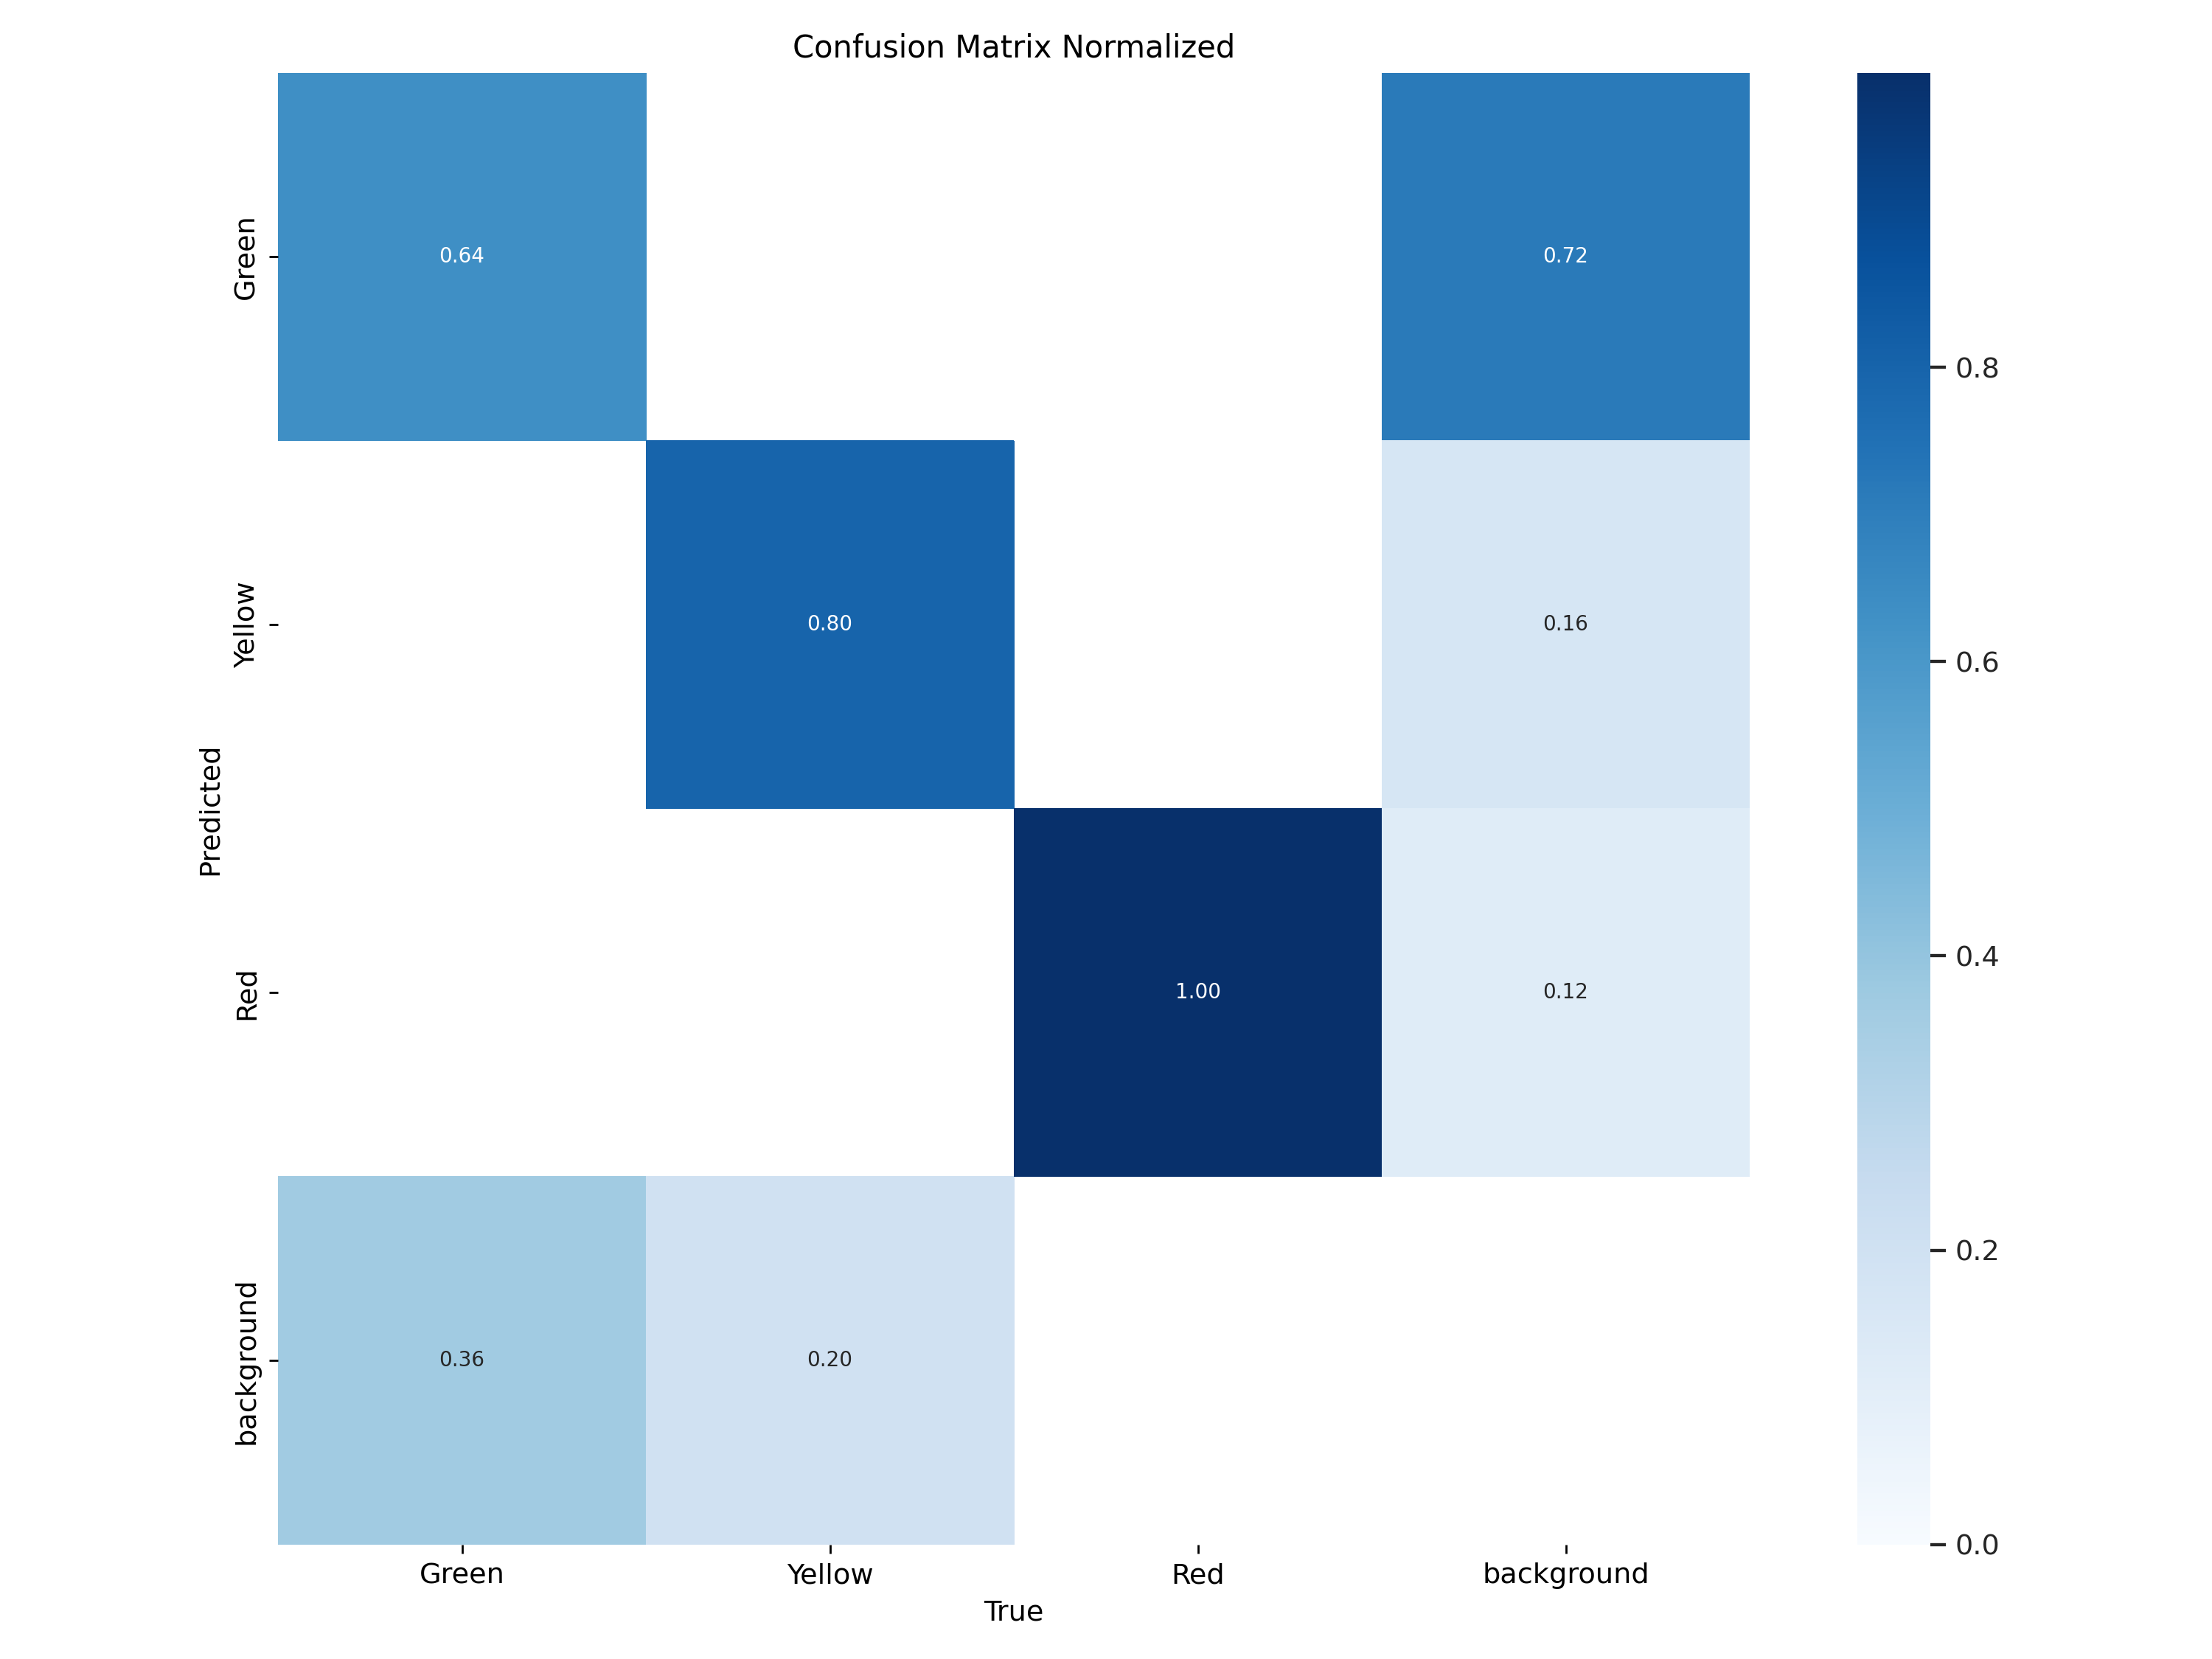 Confusion Matrix Normalized
Green
0.64
0.72
0.8
Yellow
0.80
0.16
0.6
Predicted
Red
1.00
0.12
0.4
background
0.36
0.20
0.2
0.0
Green Yellow Red background
True